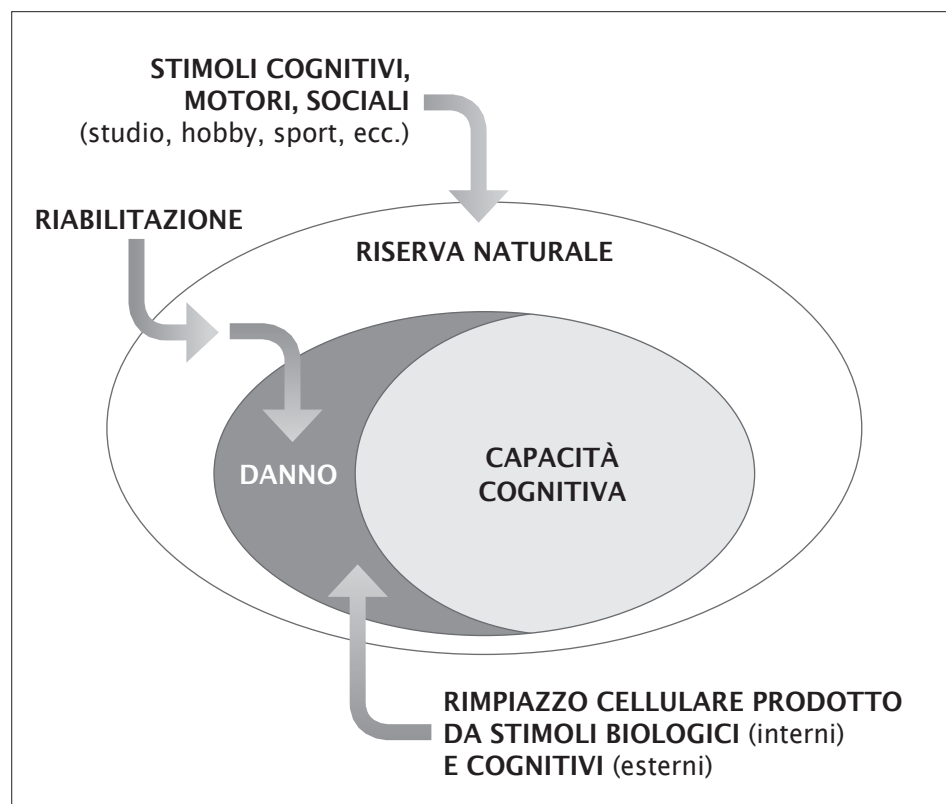 STIMOLI COGNITIVI,
MOTORI, SOCIALI
(studio, hobby, sport, ecc.)
RIABILITAZIONE
RISERVA NATURALE
DANNO
CAPACITÀ
COGNITIVA
RIMPIAZZO CELLULARE PRODOTTO
DA STIMOLI BIOLOGICI (interni)
E COGNITIVI (esterni)